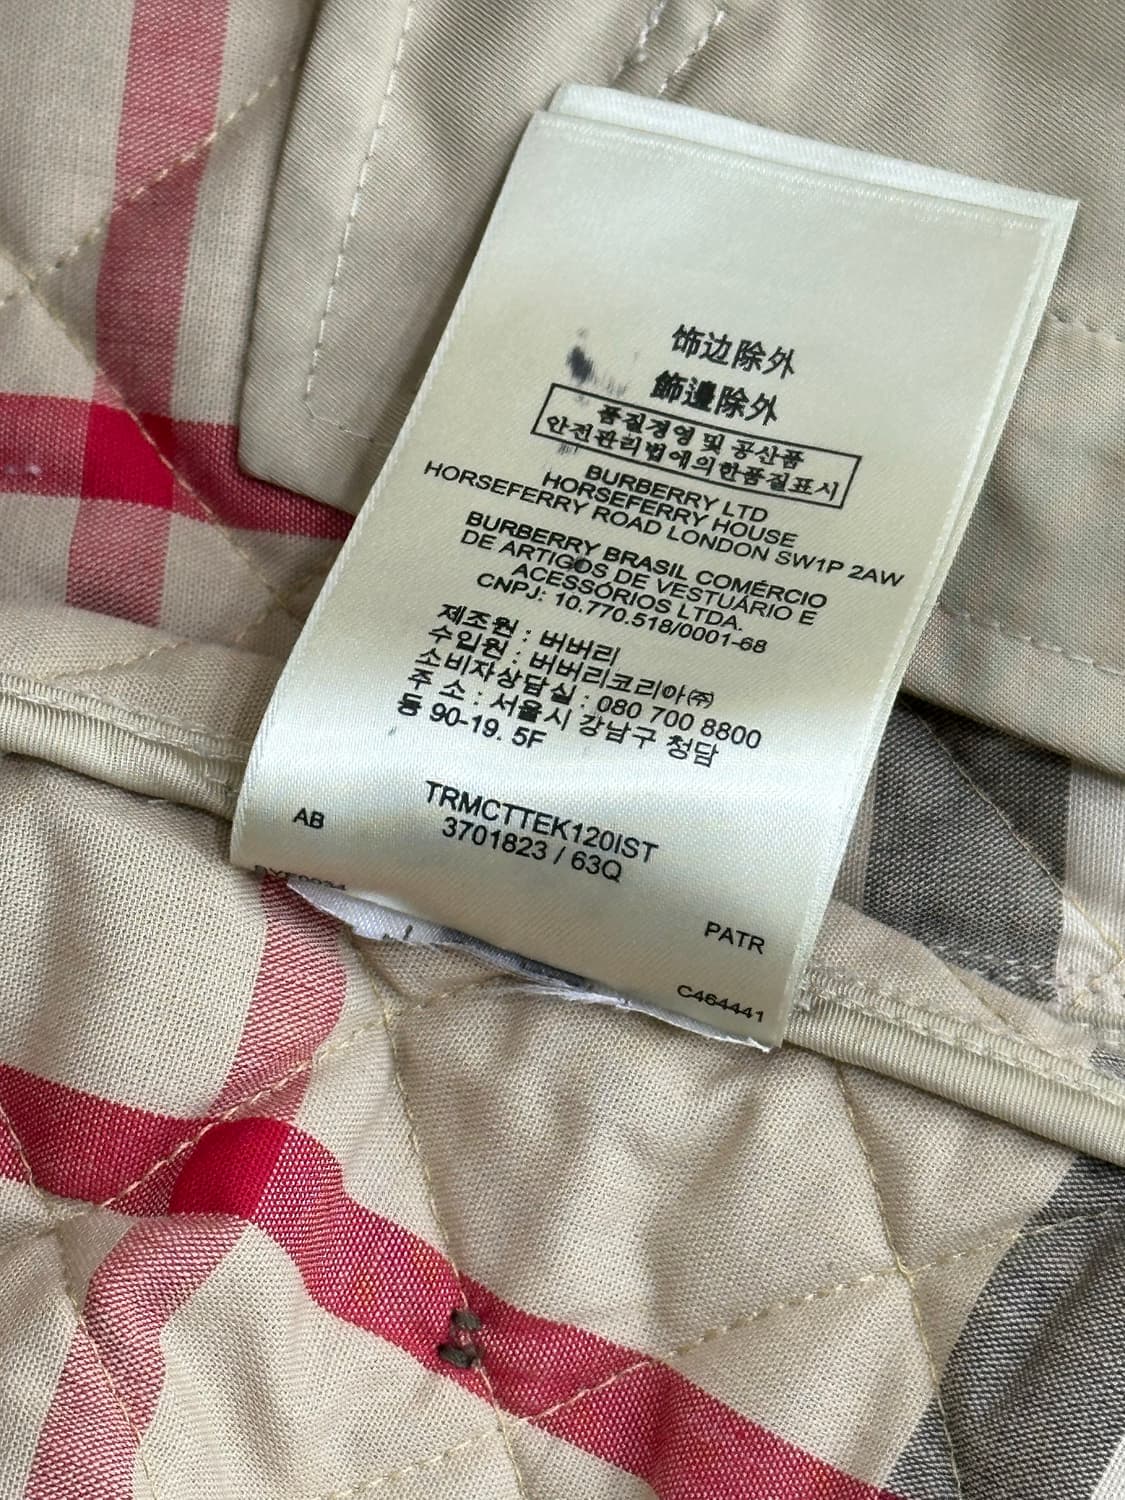 饰边除外
飾邊除外
품질경영 및 공산품
안전관리법에의한품질표시
BURBERRY LTD
HORSEFERRY HOUSE
HORSEFERRY ROAD LONDON SW1P 2AW
BURBERRY BRASIL COMÉRCIO
DE ARTIGOS DE VESTUÁRIO E
ACESSÓRIOS LTDA.
CNPJ: 10.770.518/0001-68
제조원 : 버버리
수입원 : 버버리코리아㈜
소비자상담실 : 080 700 8800
주 소 : 서울시 강남구 청담
동 90-19. 5F
TRMCTTEK120IST
AB
3701823 / 63Q
PATR
C464441